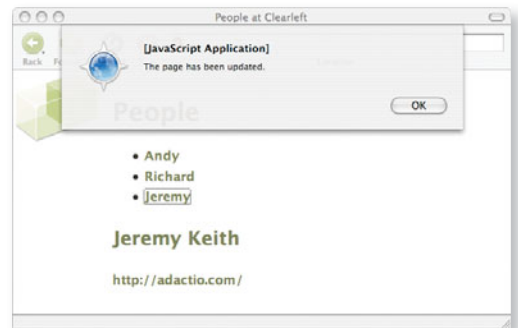 People at Clearleft
[JavaScript Application]
The page has been updated.
Back
OK
People
• Andy
• Richard
• Jeremy
Jeremy Keith
http://adactio.com/